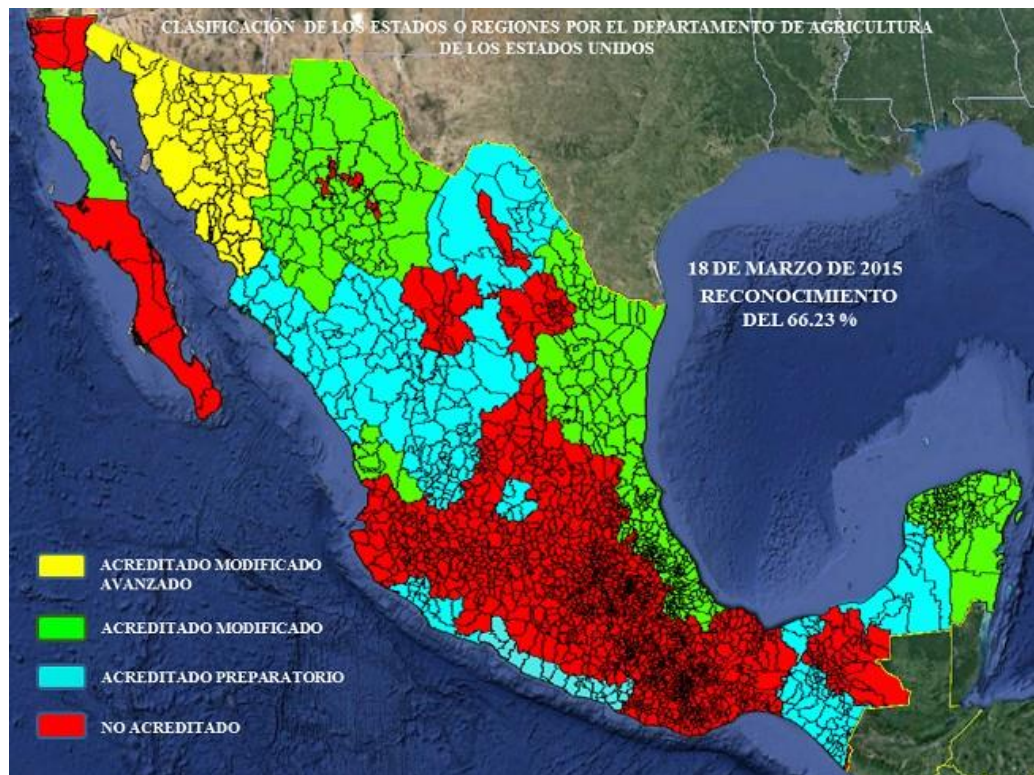 CLASIFICACIÓN DE LOS ESTADOS O REGIONES POR EL DEPARTAMENTO DE AGRICULTURA
DE LOS ESTADOS UNIDOS
18 DE MARZO DE 2015
RECONOCIMIENTO
DEL 66.23 %
ACREDITADO MODIFICADO
AVANZADO
ACREDITADO MODIFICADO
ACREDITADO PREPARATORIO
NO ACREDITADO